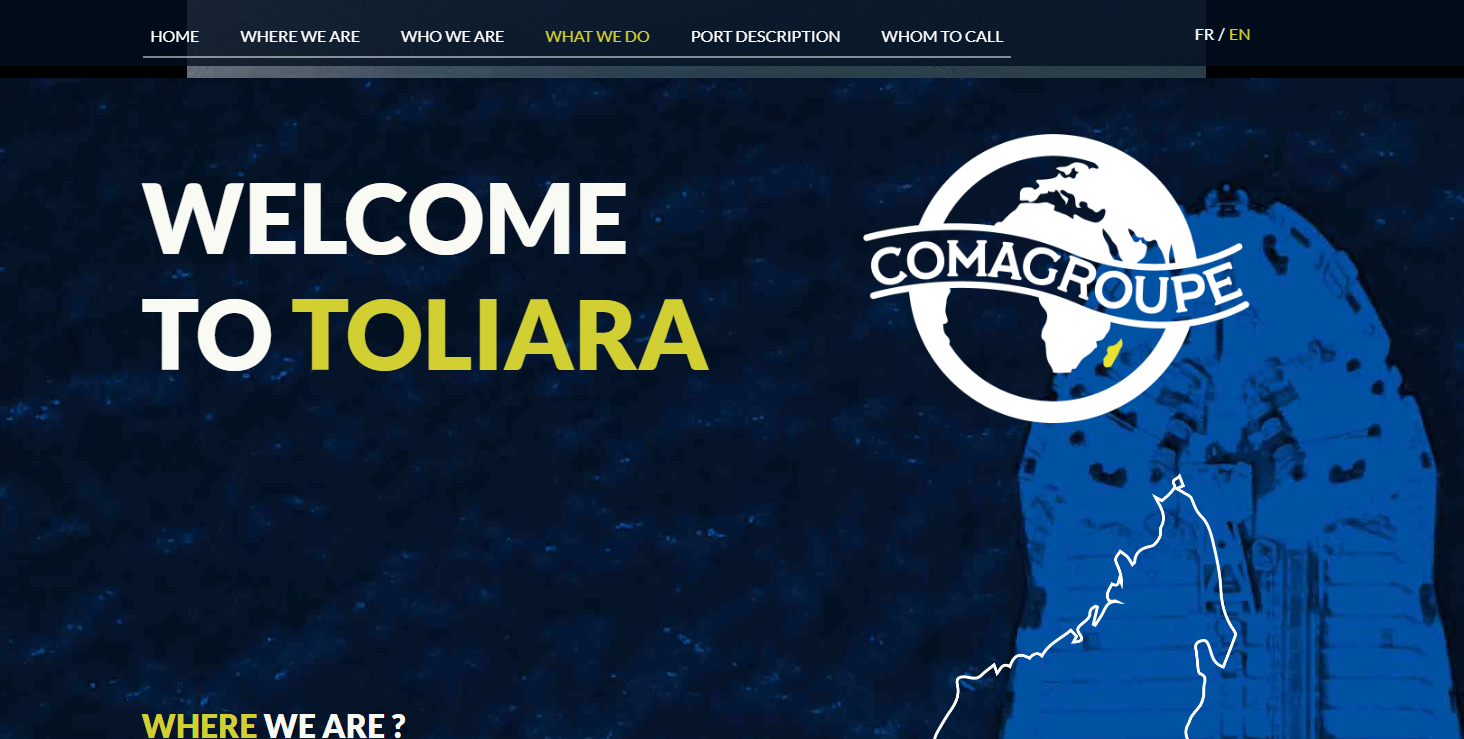 HOME WHERE WE ARE WHO WE ARE WHAT WE DO PORT DESCRIPTION WHOM TO CALL FR / EN
WELCOME
TO TOLIARA
COMAGROUPE
WHERE WE ARE ?